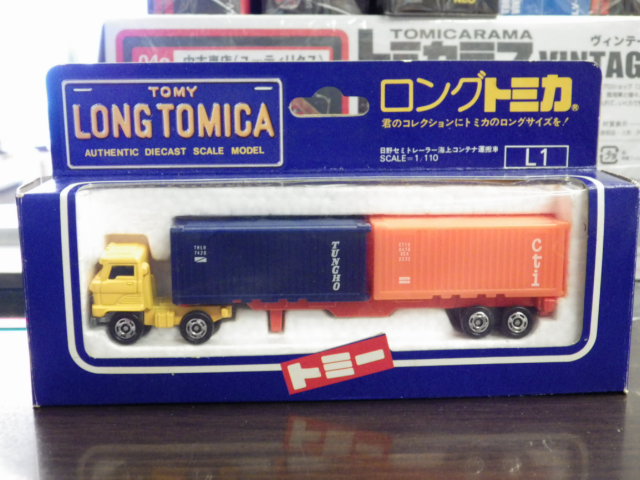 TOMICARAMA
トミカラマ
VINTAG
ヴィンテー
TOMY
LONG TOMICA
AUTHENTIC DIECAST SCALE MODEL
ロングトミカ®
君のコレクションにトミカのロングサイズを!
日野セミトレーラー海上コンテナ運搬車
SCALE=1/110
L1
TUNGHO
Cti
トミー